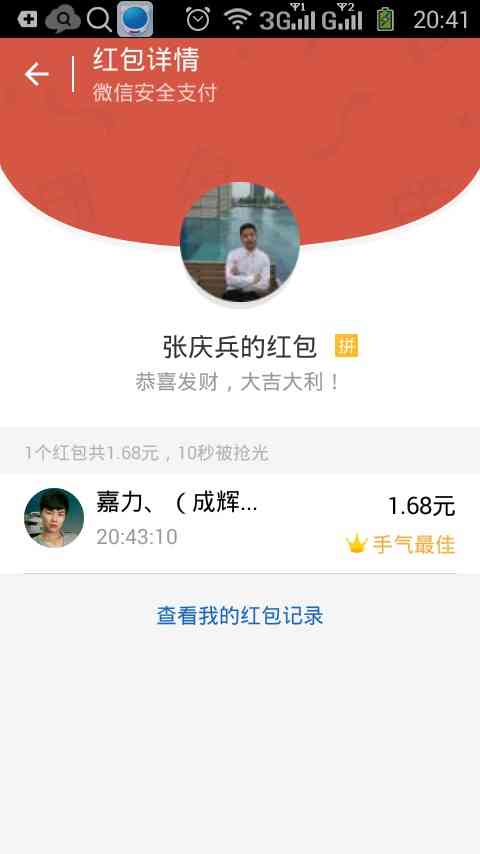 3G 1 G 2 20:41
红包详情
微信安全支付
张庆兵的红包 拼
恭喜发财，大吉大利！
1个红包共1.68元，10秒被抢光
嘉力、（成辉... 1.68元
20:43:10 手气最佳
查看我的红包记录